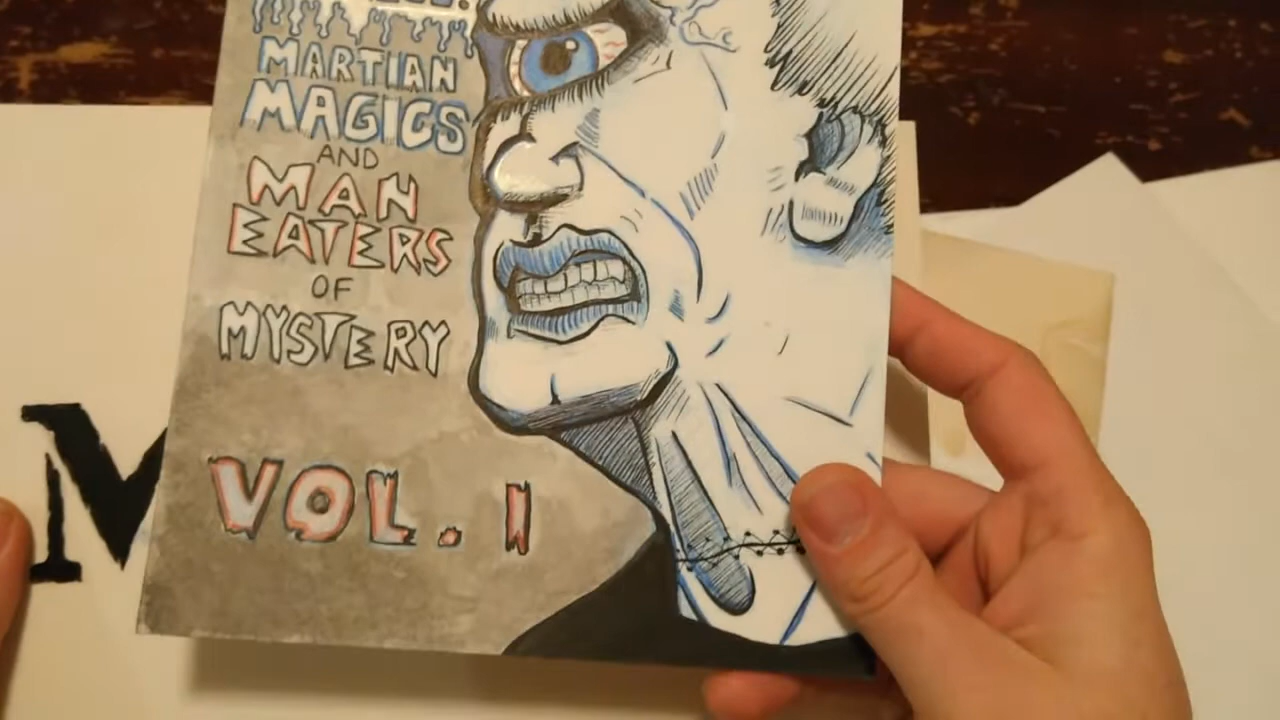 MARTIAN
MAGICS
AND
MAN
EATERS
OF
MYSTERY
VOL. 1
M